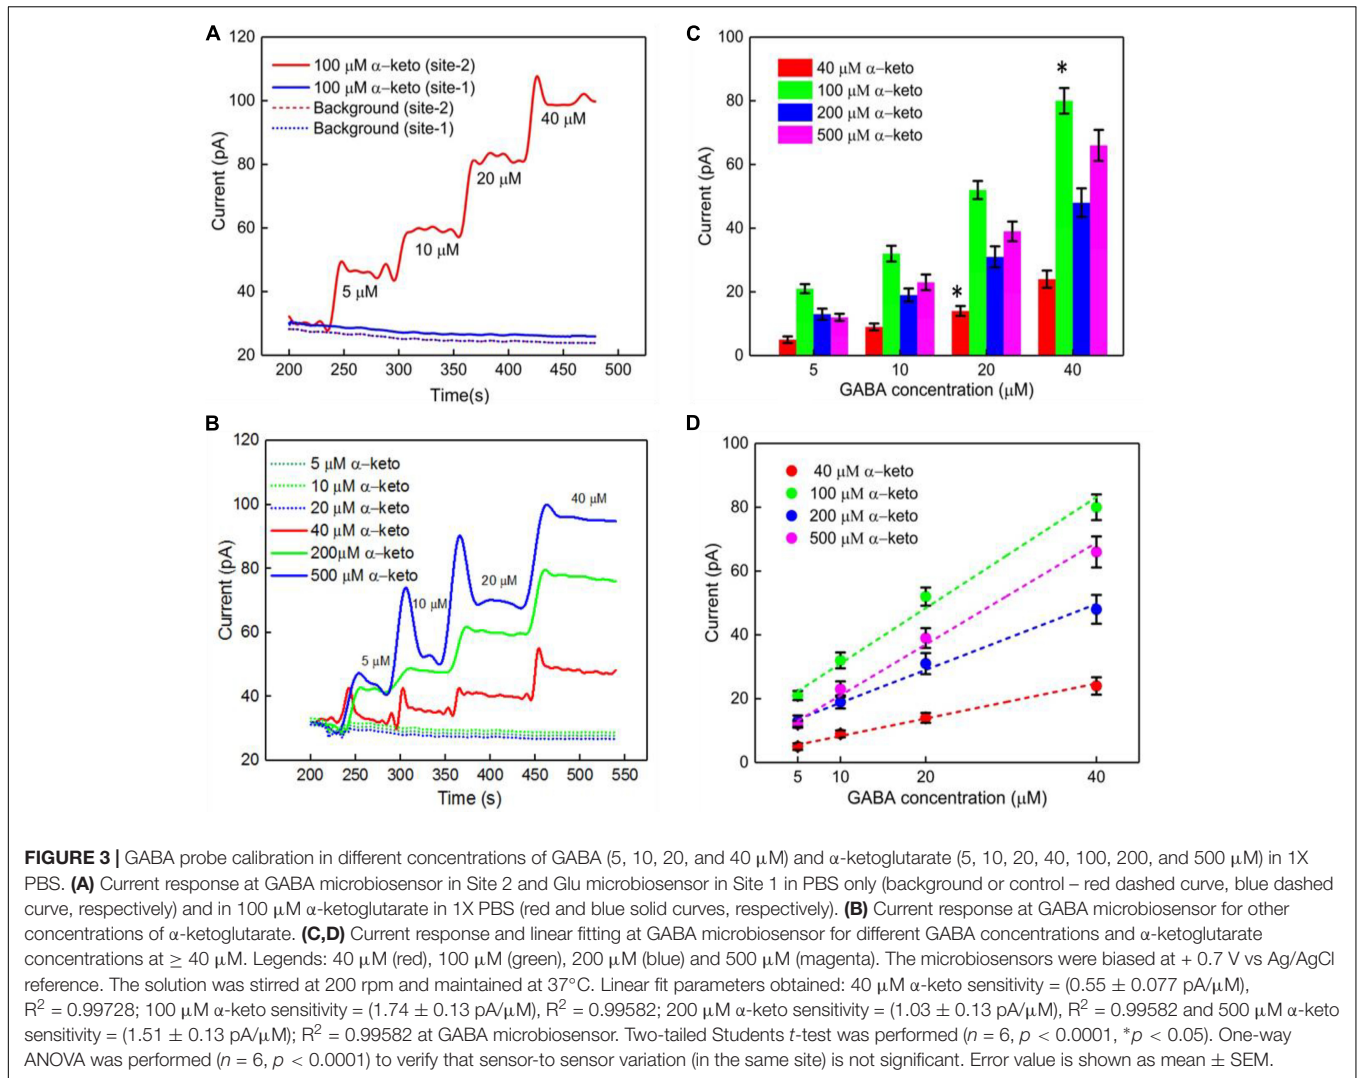 A
120
100
80
60
40
20
Current (pA)
100 μM α−keto (site-2)
100 μM α−keto (site-1)
Background (site-2)
Background (site-1)
5 μM
10 μM
20 μM
40 μM
200 250 300 350 400 450 500
Time(s)
C
100
80
60
40
20
0
Current (pA)
40 μM α−keto
100 μM α−keto
200 μM α−keto
500 μM α−keto
*
*
5 10 20 40
GABA concentration (μM)
B
120
100
80
60
40
20
Current (pA)
5 μM α−keto
10 μM α−keto
20 μM α−keto
40 μM α−keto
200μM α−keto
500 μM α−keto
5 μM
10 μM
20 μM
40 μM
200 250 300 350 400 450 500 550
Time (s)
D
100
80
60
40
20
0
Current (pA)
40 μM α−keto
100 μM α−keto
200 μM α−keto
500 μM α−keto
5 10 20 40
GABA concentration (μM)
FIGURE 3 | GABA probe calibration in different concentrations of GABA (5, 10, 20, and 40 μM) and α-ketoglutarate (5, 10, 20, 40, 100, 200, and 500 μM) in 1X
PBS. (A) Current response at GABA microbiosensor in Site 2 and Glu microbiosensor in Site 1 in PBS only (background or control – red dashed curve, blue dashed
curve, respectively) and in 100 μM α-ketoglutarate in 1X PBS (red and blue solid curves, respectively). (B) Current response at GABA microbiosensor for other
concentrations of α-ketoglutarate. (C,D) Current response and linear fitting at GABA microbiosensor for different GABA concentrations and α-ketoglutarate
concentrations at ≥ 40 μM. Legends: 40 μM (red), 100 μM (green), 200 μM (blue) and 500 μM (magenta). The microbiosensors were biased at + 0.7 V vs Ag/AgCl
reference. The solution was stirred at 200 rpm and maintained at 37°C. Linear fit parameters obtained: 40 μM α-keto sensitivity = (0.55 ± 0.077 pA/μM),
R² = 0.99728; 100 μM α-keto sensitivity = (1.74 ± 0.13 pA/μM), R² = 0.99582; 200 μM α-keto sensitivity = (1.03 ± 0.13 pA/μM), R² = 0.99582 and 500 μM α-keto
sensitivity = (1.51 ± 0.13 pA/μM); R² = 0.99582 at GABA microbiosensor. Two-tailed Students t-test was performed (n = 6, p < 0.0001, *p < 0.05). One-way
ANOVA was performed (n = 6, p < 0.0001) to verify that sensor-to sensor variation (in the same site) is not significant. Error value is shown as mean ± SEM.